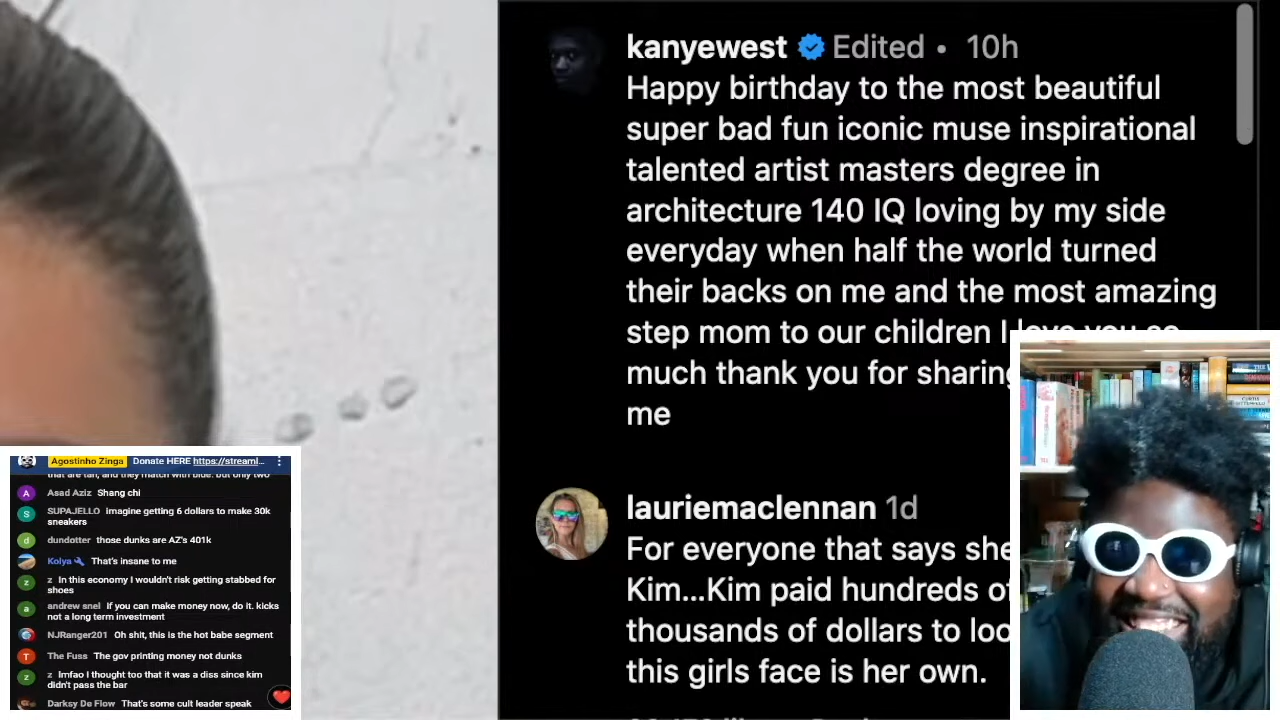 kanyewest Edited • 10h
Happy birthday to the most beautiful
super bad fun iconic muse inspirational
talented artist masters degree in
architecture 140 IQ loving by my side
everyday when half the world turned
their backs on me and the most amazing
step mom to our children I love you so
much thank you for sharing
me
lauriemaclennan 1d
For everyone that says she
Kim...Kim paid hundreds of
thousands of dollars to loo
this girls face is her own.
Agostinho Zinga Donate HERE https://streaml...
that are tan, and they match with blue. but only two
Asad Aziz Shang chi
SUPAJELLO imagine getting 6 dollars to make 30k
sneakers
dundotter those dunks are AZ's 401k
Kolya That's insane to me
z In this economy I wouldn't risk getting stabbed for
shoes
andrew snel If you can make money now, do it. kicks
not a long term investment
NJRanger201 Oh shit, this is the hot babe segment
The Fuss The gov printing money not dunks
z lmfao I thought too that it was a diss since kim
didn't pass the bar
Darksy De Flow That's some cult leader speak